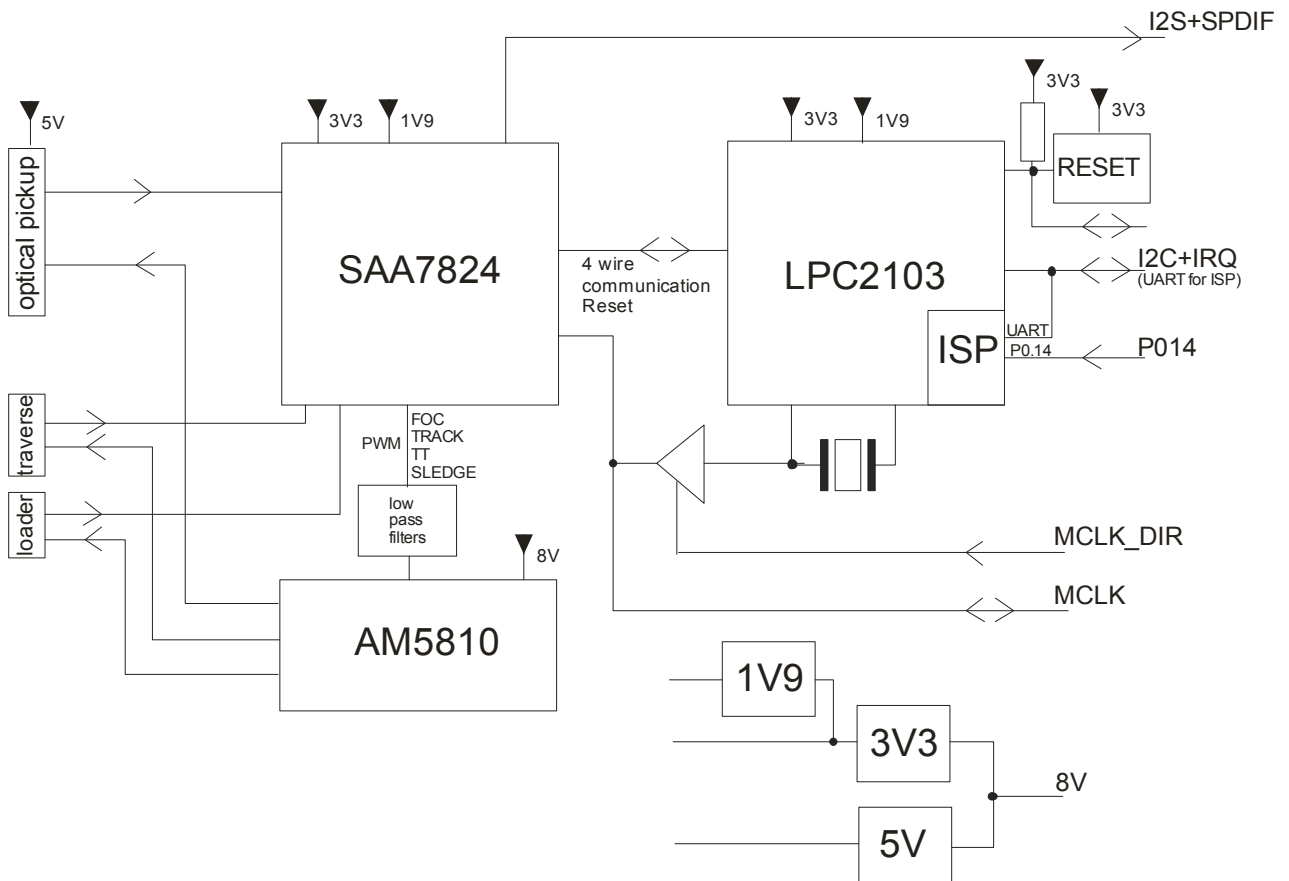 I2S+SPDIF
3V3
3V3
5V
3V3
1V9
3V3
1V9
optical pickup
RESET
SAA7824
4 wire
communication
Reset
LPC2103
I2C+IRQ
(UART for ISP)
ISP
UART
P0.14
P014
traverse
PWM
FOC
TRACK
TT
SLEDGE
loader
low
pass
filters
8V
MCLK_DIR
MCLK
AM5810
1V9
3V3
8V
5V